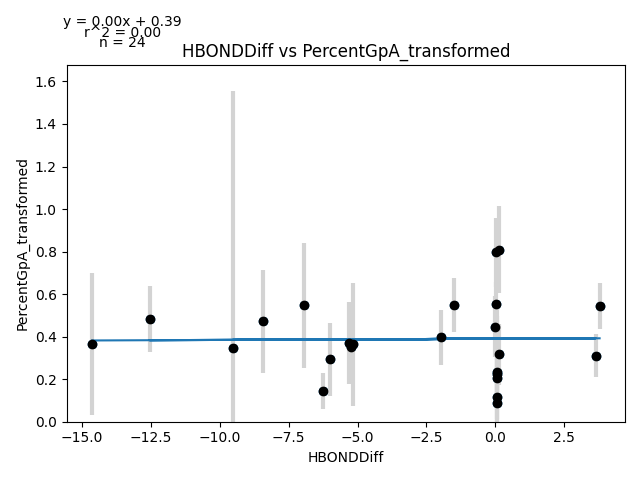 y = 0.00x + 0.39
r^2 = 0.00
n = 24
HBONDDiff vs PercentGpA_transformed
PercentGpA_transformed
1.6
1.4
1.2
1.0
0.8
0.6
0.4
0.2
0.0
−15.0 −12.5 −10.0 −7.5 −5.0 −2.5 0.0 2.5
HBONDDiff